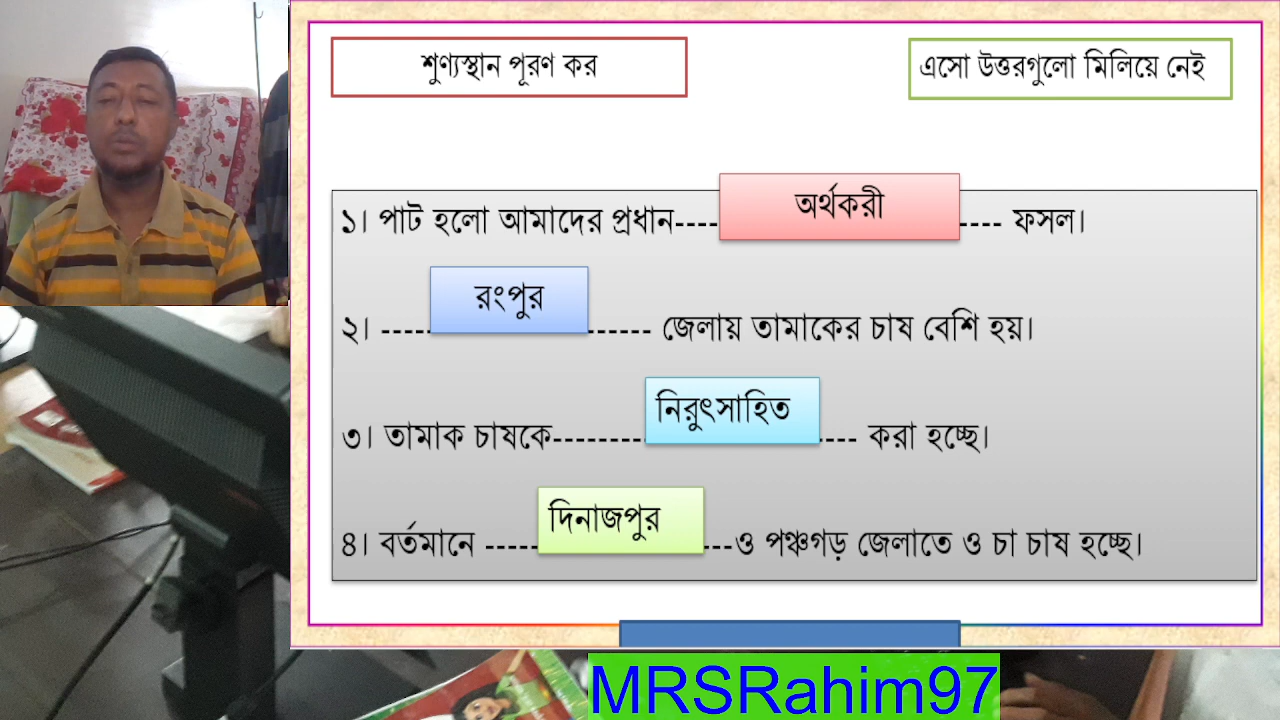 শুণ্যস্থান পূরণ কর
এসো উত্তরগুলো মিলিয়ে নেই
১। পাট হলো আমাদের প্রধান---- অর্থকরী ---- ফসল।
২। ----- রংপুর ------ জেলায় তামাকের চাষ বেশি হয়।
৩। তামাক চাষকে--------- নিরুৎসাহিত ---- করা হচ্ছে।
৪। বর্তমানে ----- দিনাজপুর ---ও পঞ্চগড় জেলাতে ও চা চাষ হচ্ছে।
MRSRahim97